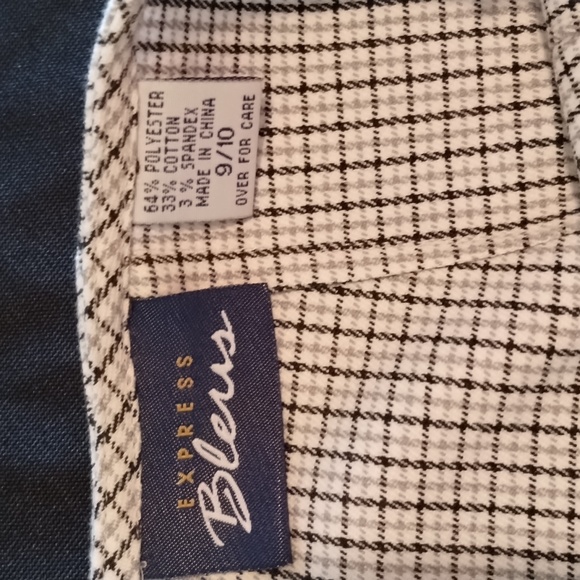 64% POLYESTER
33% COTTON
3 % SPANDEX
MADE IN CHINA
9/10
OVER FOR CARE
EXPRESS
Bleus